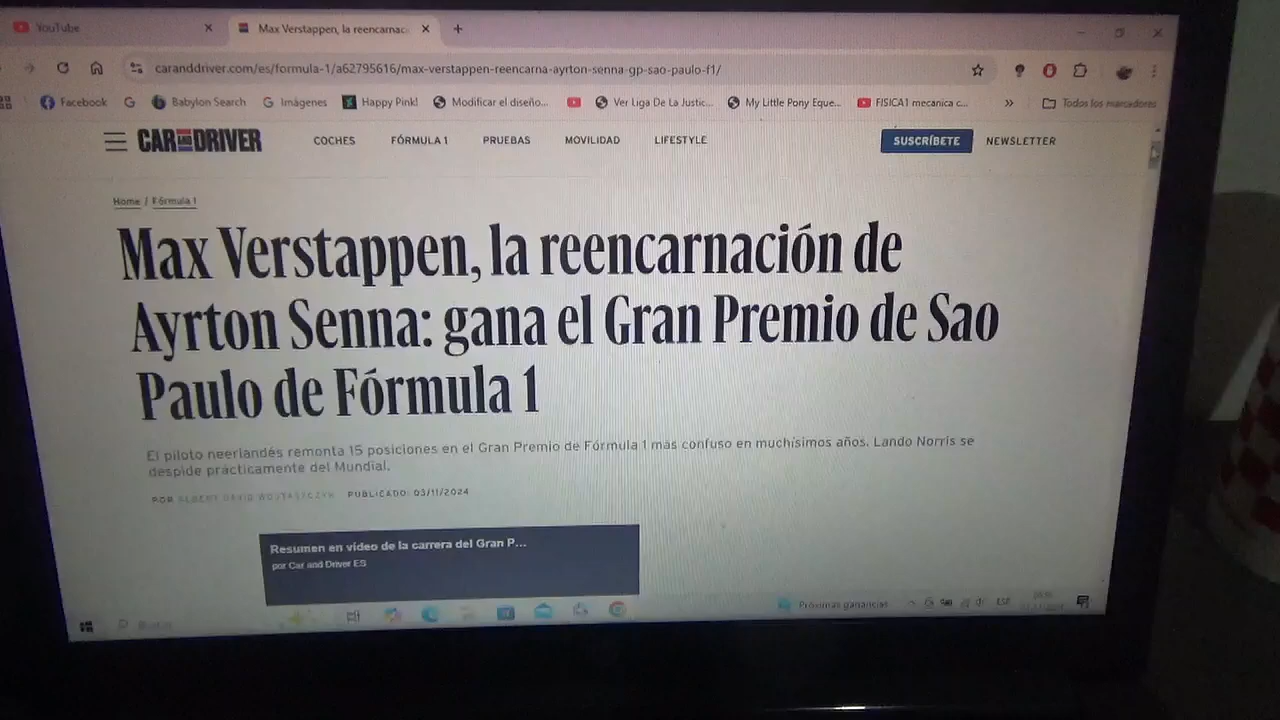 YouTube
Max Verstappen, la reencarnac
caranddriver.com/es/formula-1/a62795616/max-verstappen-reencarna-ayrton-senna-gp-sao-paulo-f1/
Facebook
Babylon Search
Imágenes
Happy Pink!
Modificar el diseño...
Ver Liga De La Justic...
My Little Pony Eque...
FISICA1 mecanica c...
»
Todos los marcadores
CAR AND DRIVER
COCHES
FÓRMULA 1
PRUEBAS
MOVILIDAD
LIFESTYLE
SUSCRÍBETE
NEWSLETTER
Home / Fórmula 1
Max Verstappen, la reencarnación de
Ayrton Senna: gana el Gran Premio de Sao
Paulo de Fórmula 1
El piloto neerlandés remonta 15 posiciones en el Gran Premio de Fórmula 1 más confuso en muchísimos años. Lando Norris se
despide prácticamente del Mundial.
POR ALBERT DAVID WOJTASZCZYK PUBLICADO: 03/11/2024
Resumen en vídeo de la carrera del Gran P...
por Car and Driver ES
Próximas ganancias
ESP